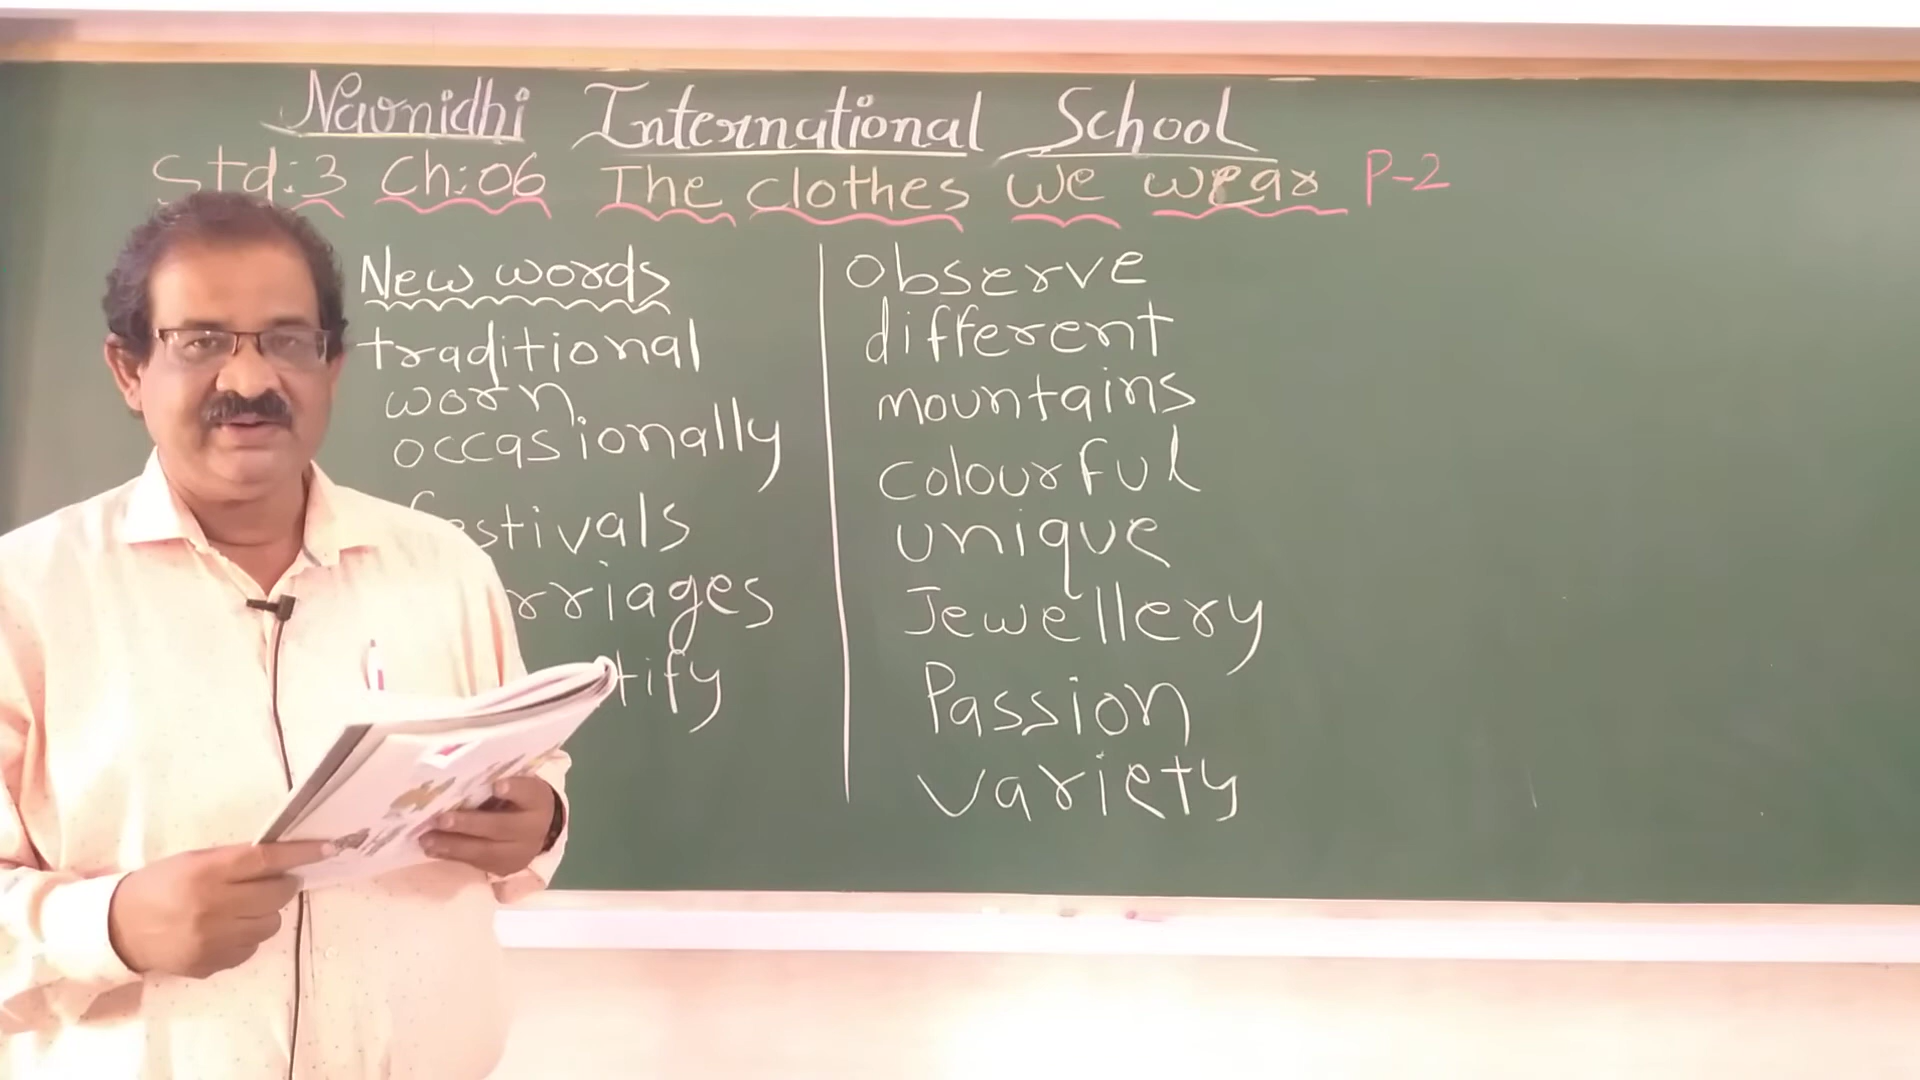 Navnidhi International School
Std:3 Ch:06 The clothes we wear P-2
New words
traditional
worn
occasionally
festivals
rriages
tify
Observe
different
mountains
colourful
unique
Jewellery
Passion
variety